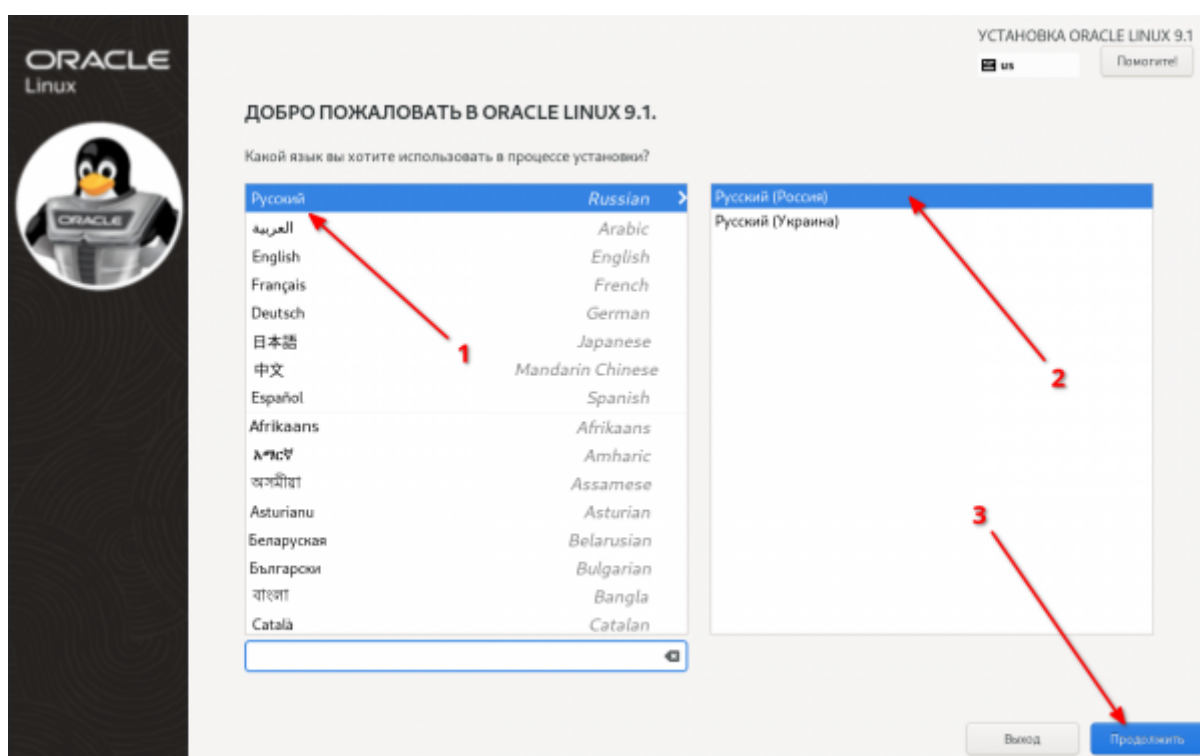 ORACLE
Linux
ORACLE
УСТАНОВКА ORACLE LINUX 9.1
us
Помогите!
ДОБРО ПОЖАЛОВАТЬ В ORACLE LINUX 9.1.
Какой язык вы хотите использовать в процессе установки?
Русский Russian
العربية Arabic
English English
Français French
Deutsch German
日本語 Japanese
中文 Mandarin Chinese
Español Spanish
Afrikaans Afrikaans
አማርኛ Amharic
অসমীয়া Assamese
Asturianu Asturian
Беларуская Belarusian
Български Bulgarian
বাংলা Bangla
Català Catalan
Русский (Россия)
Русский (Украина)
1
2
3
Выход
Продолжить